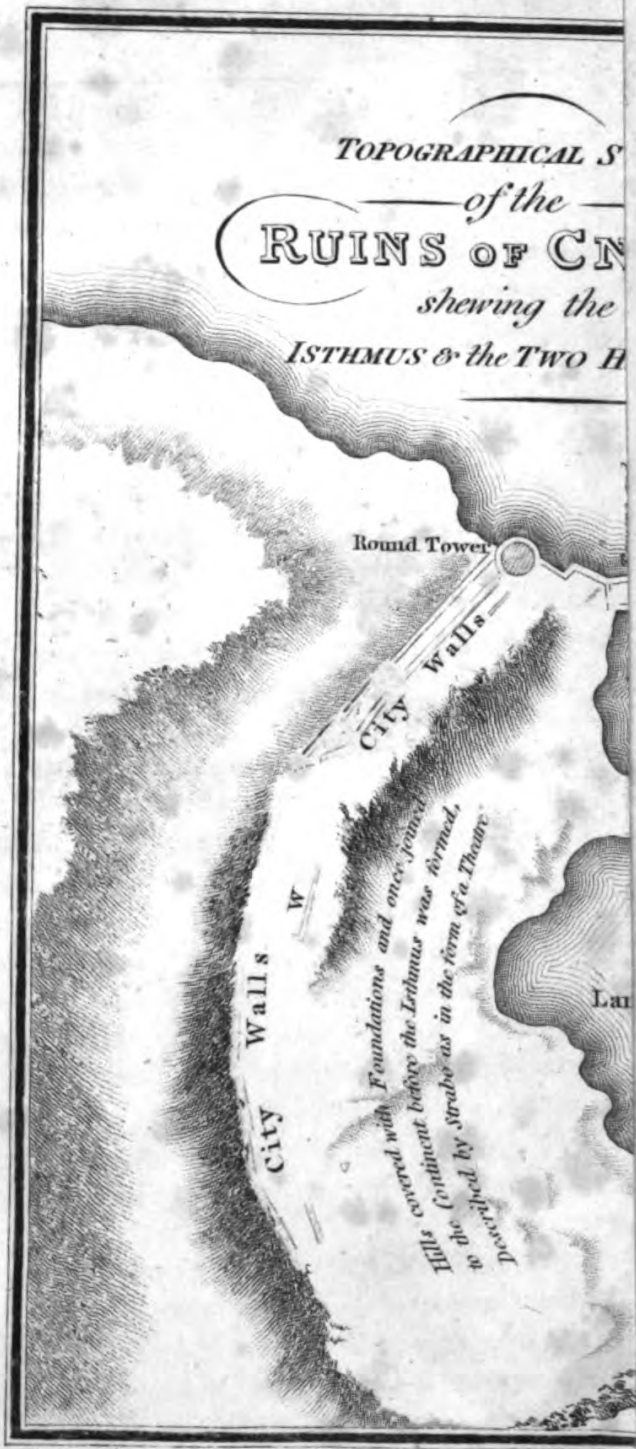 TOPOGRAPHICAL S
of the
RUINS OF CN
shewing the
ISTHMUS & the TWO H
Round Tower
City Walls
W
City Walls
Hills covered with Foundations and once joined
to the Continent before the Isthmus was formed,
Described by Strabo as in the form of a Theatre
Lar